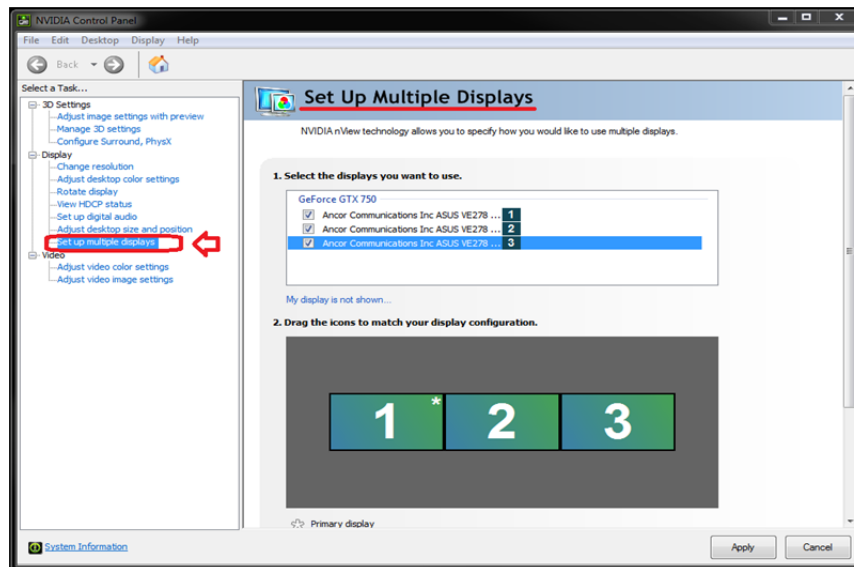 NVIDIA Control Panel
File Edit Desktop Display Help
Back
Select a Task...
3D Settings
Adjust image settings with preview
Manage 3D settings
Configure Surround, PhysX
Display
Change resolution
Adjust desktop color settings
Rotate display
View HDCP status
Set up digital audio
Adjust desktop size and position
Set up multiple displays
Video
Adjust video color settings
Adjust video image settings
System Information
Set Up Multiple Displays
NVIDIA nView technology allows you to specify how you would like to use multiple displays.
1. Select the displays you want to use.
GeForce GTX 750
Ancor Communications Inc ASUS VE278 ... 1
Ancor Communications Inc ASUS VE278 ... 2
Ancor Communications Inc ASUS VE278 ... 3
My display is not shown...
2. Drag the icons to match your display configuration.
1 * 2 3
Primary display
Apply Cancel